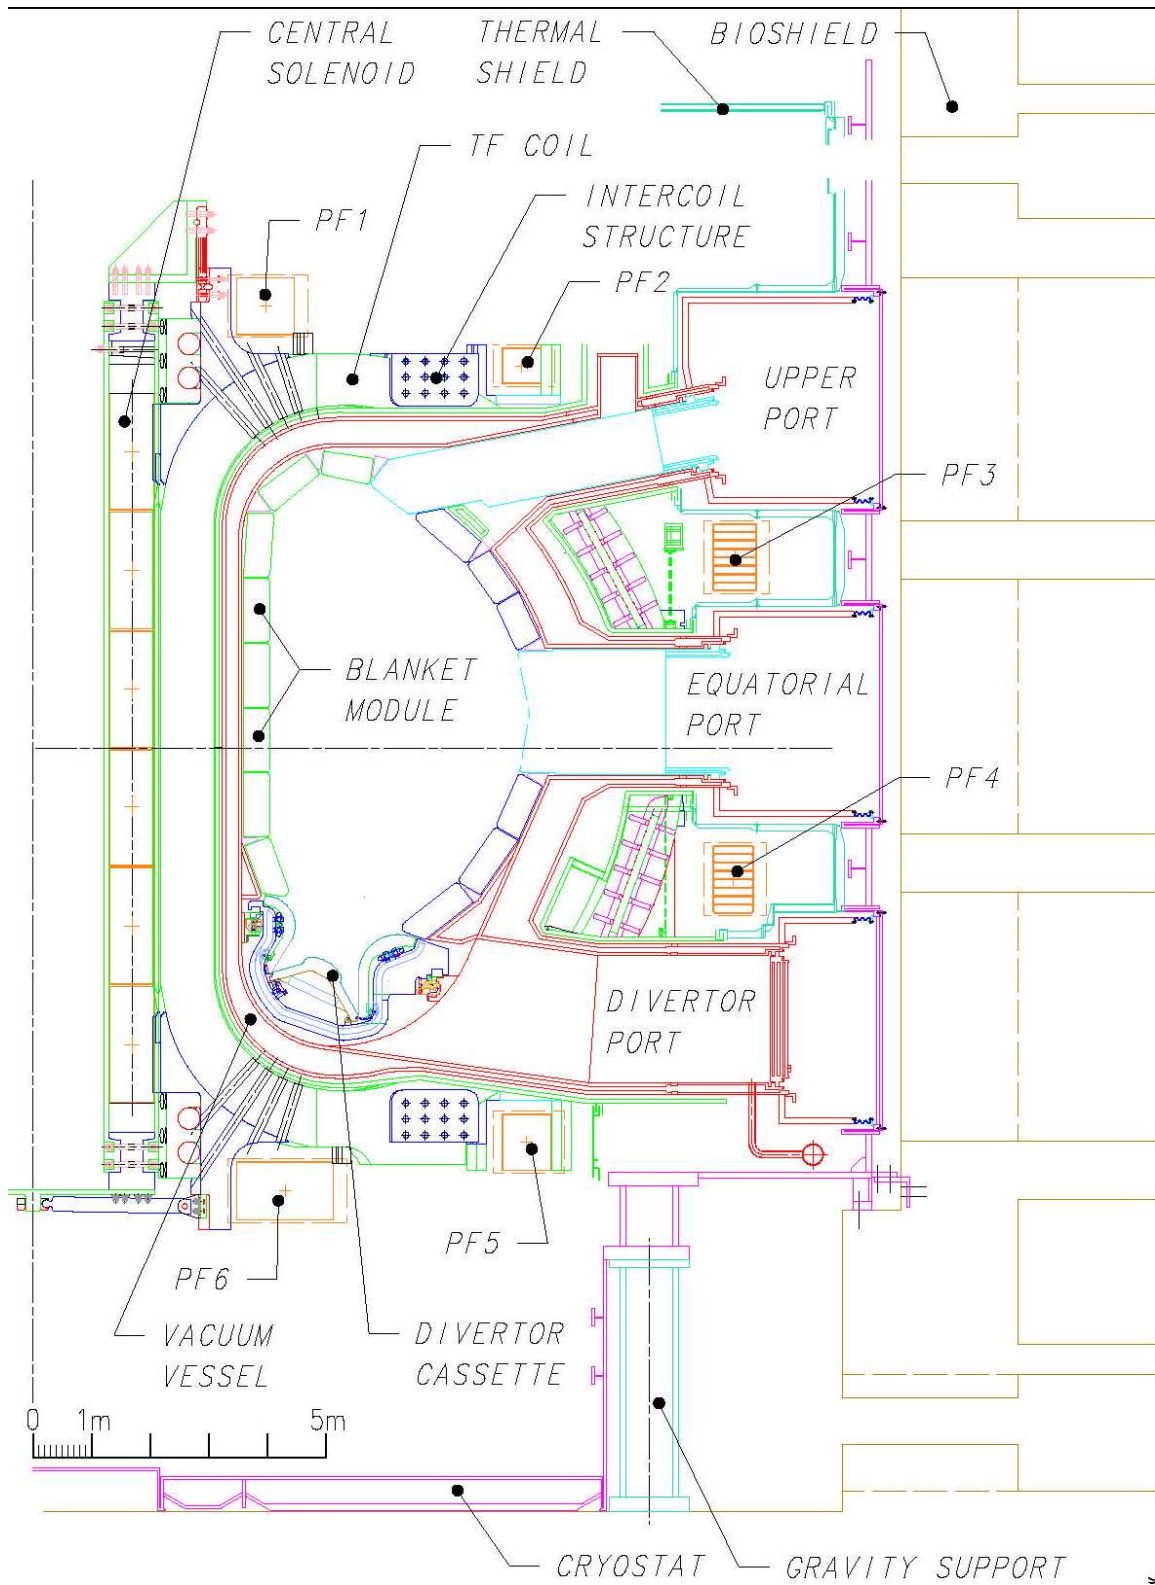 CENTRAL
SOLENOID
THERMAL
SHIELD
BIOSHIELD
TF COIL
PF1
INTERCOIL
STRUCTURE
PF2
UPPER
PORT
PF3
BLANKET
MODULE
EQUATORIAL
PORT
PF4
DIVERTOR
PORT
PF5
PF6
VACUUM
VESSEL
DIVERTOR
CASSETTE
0 1m 5m
CRYOSTAT
GRAVITY SUPPORT